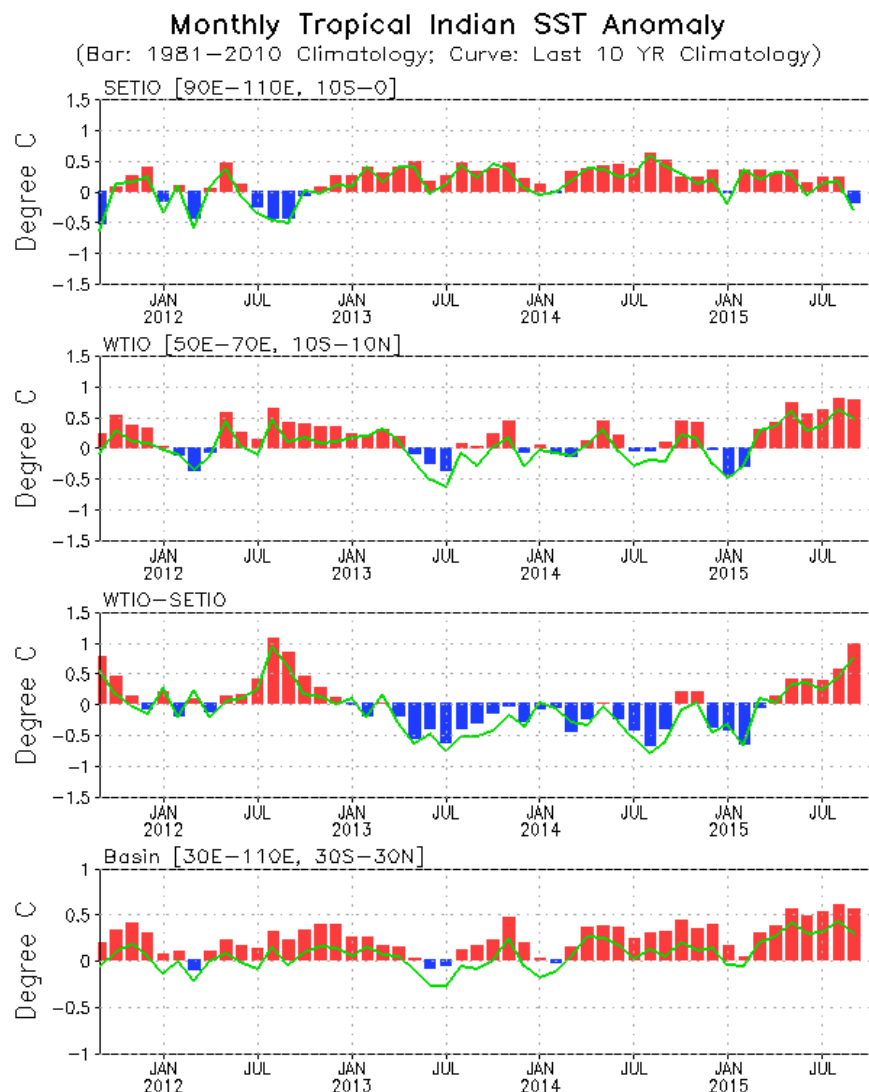 Monthly Tropical Indian SST Anomaly
(Bar: 1981−2010 Climatology; Curve: Last 10 YR Climatology)
SETIO [90E−110E, 10S−0]
Degree C
1.5
1
0.5
0
−0.5
−1
−1.5
JAN JUL JAN JUL JAN JUL JAN JUL
2012 2013 2014 2015
WTIO [50E−70E, 10S−10N]
Degree C
1.5
1
0.5
0
−0.5
−1
−1.5
JAN JUL JAN JUL JAN JUL JAN JUL
2012 2013 2014 2015
WTIO−SETIO
Degree C
1.5
1
0.5
0
−0.5
−1
−1.5
JAN JUL JAN JUL JAN JUL JAN JUL
2012 2013 2014 2015
Basin [30E−110E, 30S−30N]
Degree C
1
0.5
0
−0.5
−1
JAN JUL JAN JUL JAN JUL JAN JUL
2012 2013 2014 2015